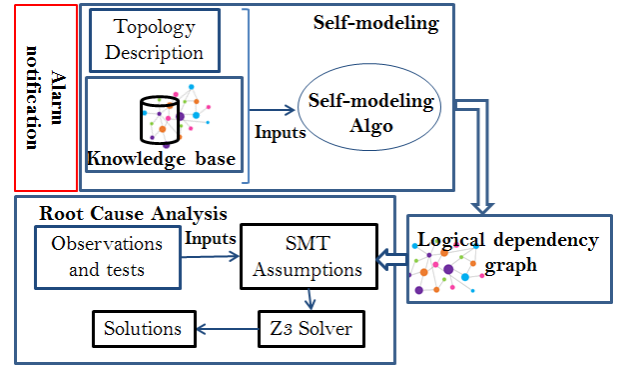 Alarm
notification
Self-modeling
Topology
Description
Knowledge base
Inputs
Self-modeling
Algo
Root Cause Analysis
Observations
and tests
Inputs
SMT
Assumptions
Logical dependency
graph
Solutions
Z3 Solver